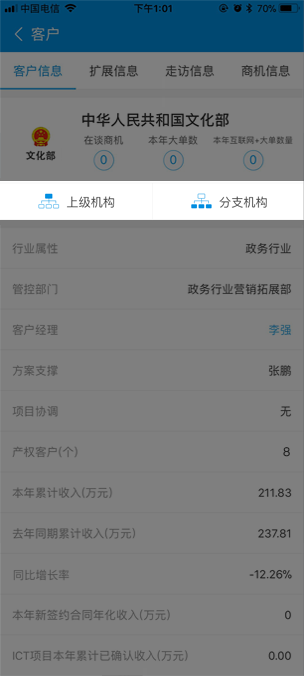 中国电信 下午1:01 70%
客户
客户信息 扩展信息 走访信息 商机信息
中华人民共和国文化部
文化部
在谈商机 本年大单数 本年互联网+大单数量
0 0 0
上级机构 分支机构
行业属性 政务行业
管控部门 政务行业营销拓展部
客户经理 李强
方案支撑 张鹏
项目协调 无
产权客户(个) 8
本年累计收入(万元) 211.83
去年同期累计收入(万元) 237.81
同比增长率 -12.26%
本年新签约合同年化收入(万元) 0
ICT项目本年累计已确认收入(万元) 0.00